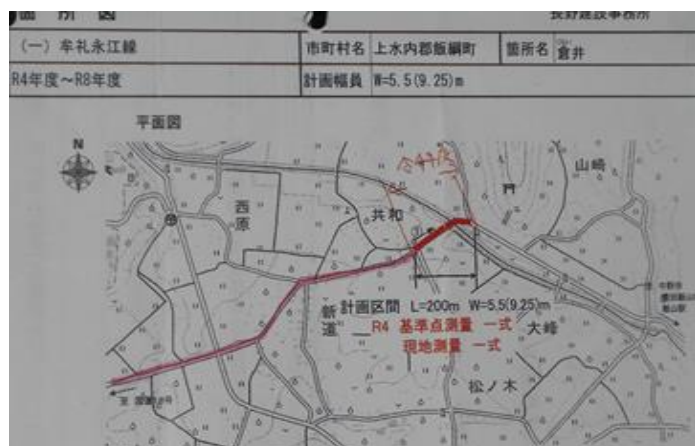 箇所図
長野建設事務所
(一) 牟礼永江線
市町村名 上水内郡飯綱町 箇所名 倉井
R4年度～R8年度 計画幅員 W=5.5(9.25)m
平面図
N
山崎
西原
共和
①
計画区間 L=200m W=5.5(9.25)m
新道
R4 基準点測量 一式
大峰
現地測量 一式
松ノ木